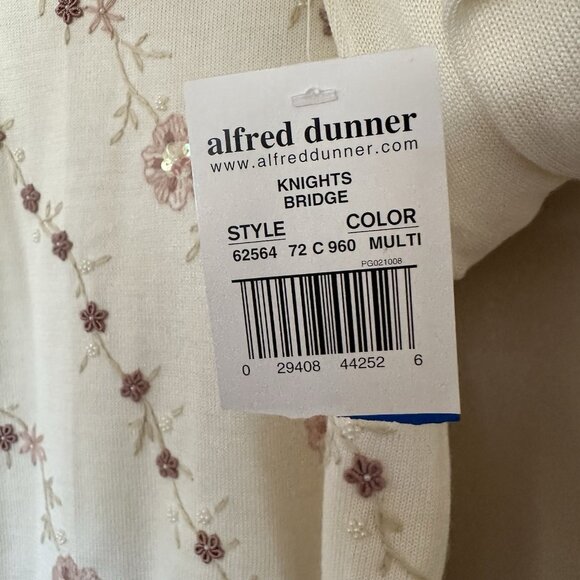 alfred dunner
www.alfreddunner.com
KNIGHTS
BRIDGE
STYLE COLOR
62564 72 C 960 MULTI
PG021008
0 29408 44252 6